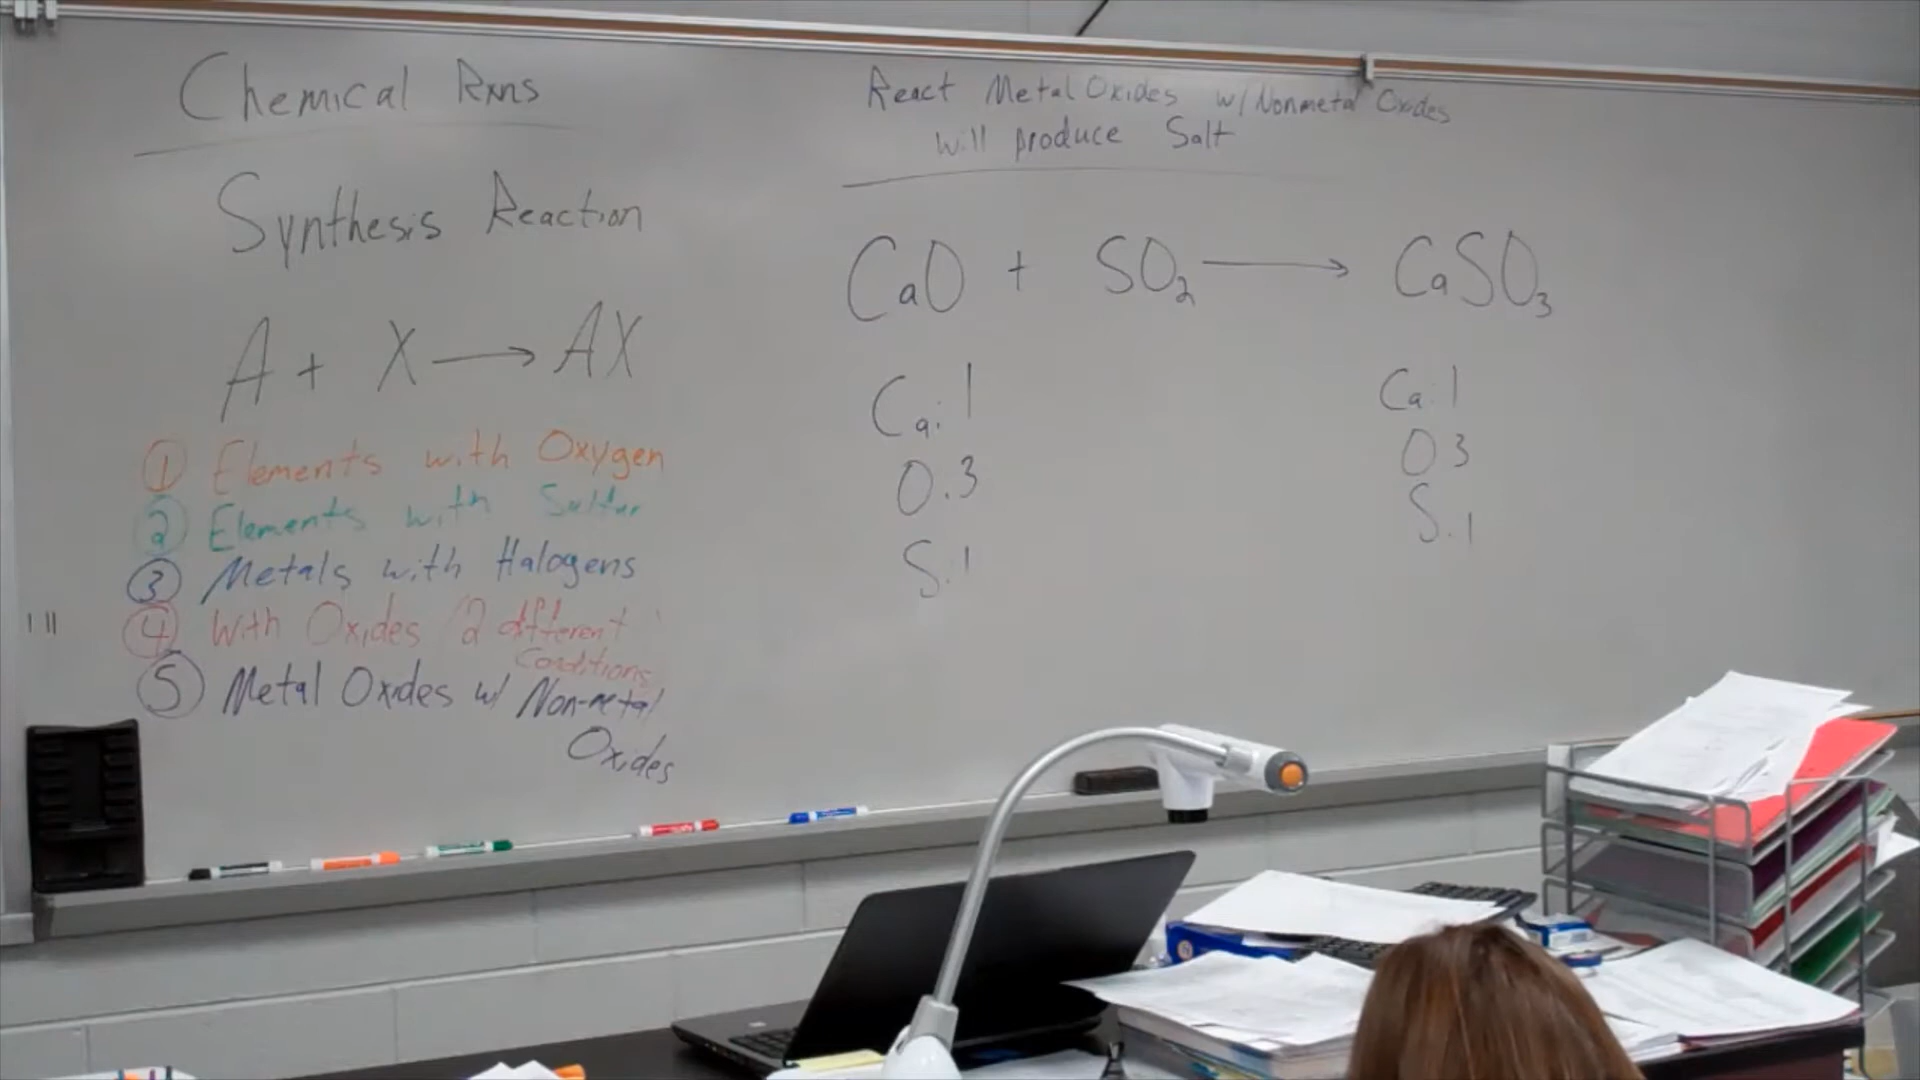 Chemical Rxns
Synthesis Reaction
A + X → AX
① Elements with Oxygen
② Elements with Sulfur
③ Metals with Halogens
④ With Oxides /2 different
Conditions
⑤ Metal Oxides w/ Non-metal
Oxides
React Metal Oxides w/ Nonmetal Oxides
will produce Salt
CaO + SO₂ → CaSO₃
Ca: 1
O. 3
S. 1
Ca: 1
O 3
S. 1